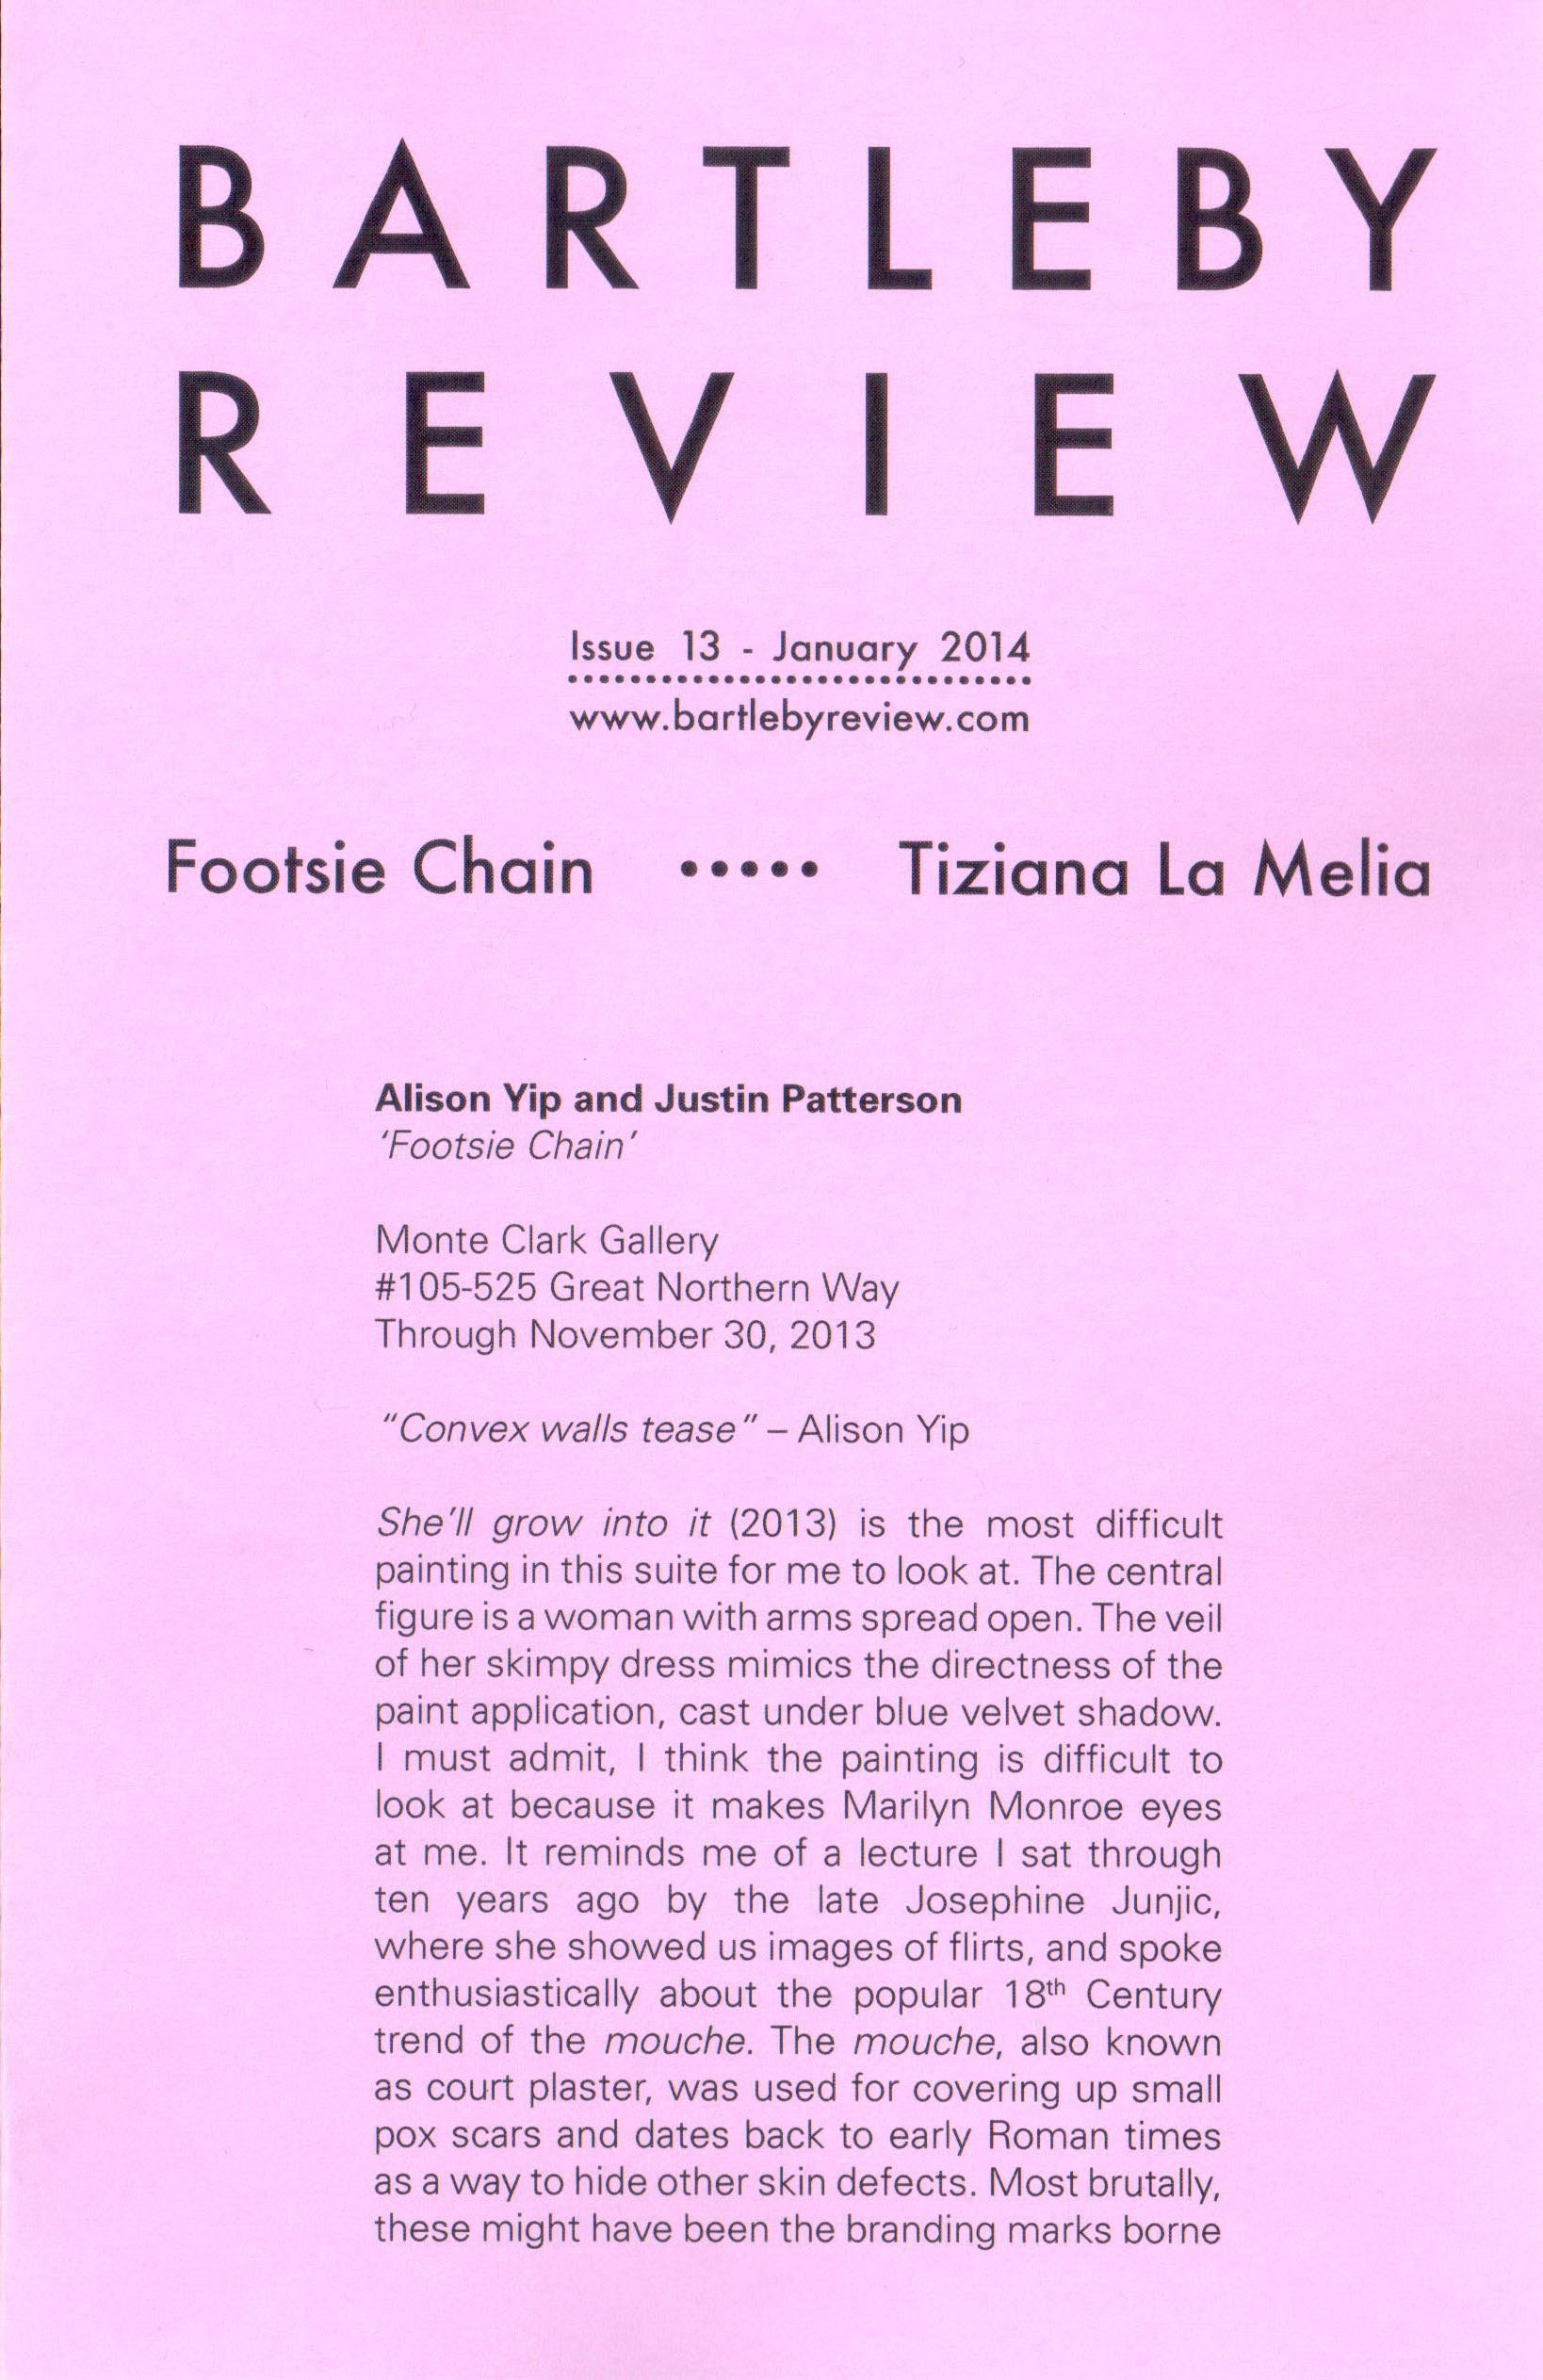 BARTLEBY
REVIEW
Issue 13 - January 2014
www.bartlebyreview.com
Footsie Chain ••••• Tiziana La Melia
Alison Yip and Justin Patterson
‘Footsie Chain’
Monte Clark Gallery
#105-525 Great Northern Way
Through November 30, 2013
“Convex walls tease” – Alison Yip
She’ll grow into it (2013) is the most difficult
painting in this suite for me to look at. The central
figure is a woman with arms spread open. The veil
of her skimpy dress mimics the directness of the
paint application, cast under blue velvet shadow.
I must admit, I think the painting is difficult to
look at because it makes Marilyn Monroe eyes
at me. It reminds me of a lecture I sat through
ten years ago by the late Josephine Junjic,
where she showed us images of flirts, and spoke
enthusiastically about the popular 18th Century
trend of the mouche. The mouche, also known
as court plaster, was used for covering up small
pox scars and dates back to early Roman times
as a way to hide other skin defects. Most brutally,
these might have been the branding marks borne